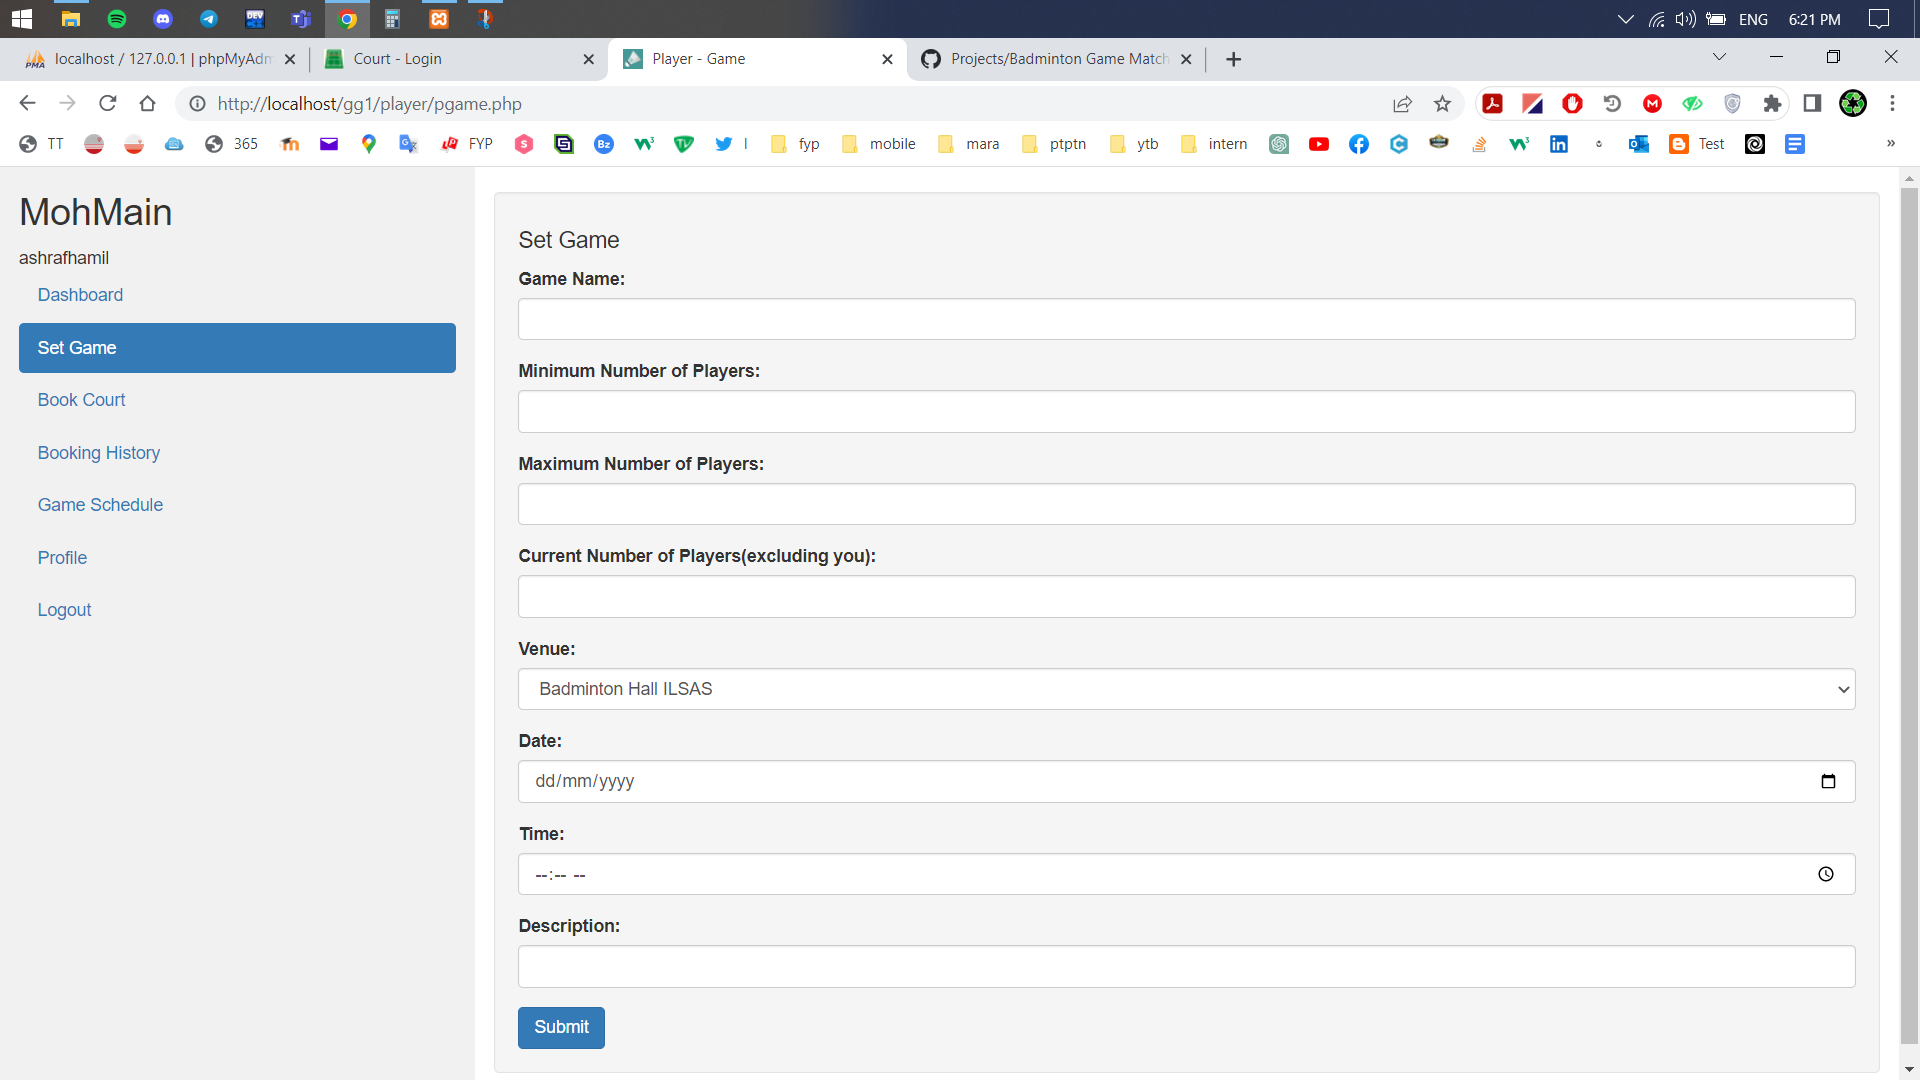 DEV
ENG 6:21 PM
localhost / 127.0.0.1 | phpMyAdm
Court - Login
Player - Game
Projects/Badminton Game Match
http://localhost/gg1/player/pgame.php
TT 365 FYP Bz TV I fyp mobile mara ptptn ytb intern Test »
MohMain
ashrafhamil
Dashboard
Set Game
Book Court
Booking History
Game Schedule
Profile
Logout
Set Game
Game Name:
Minimum Number of Players:
Maximum Number of Players:
Current Number of Players(excluding you):
Venue:
Badminton Hall ILSAS
Date:
dd/mm/yyyy
Time:
--:-- --
Description:
Submit